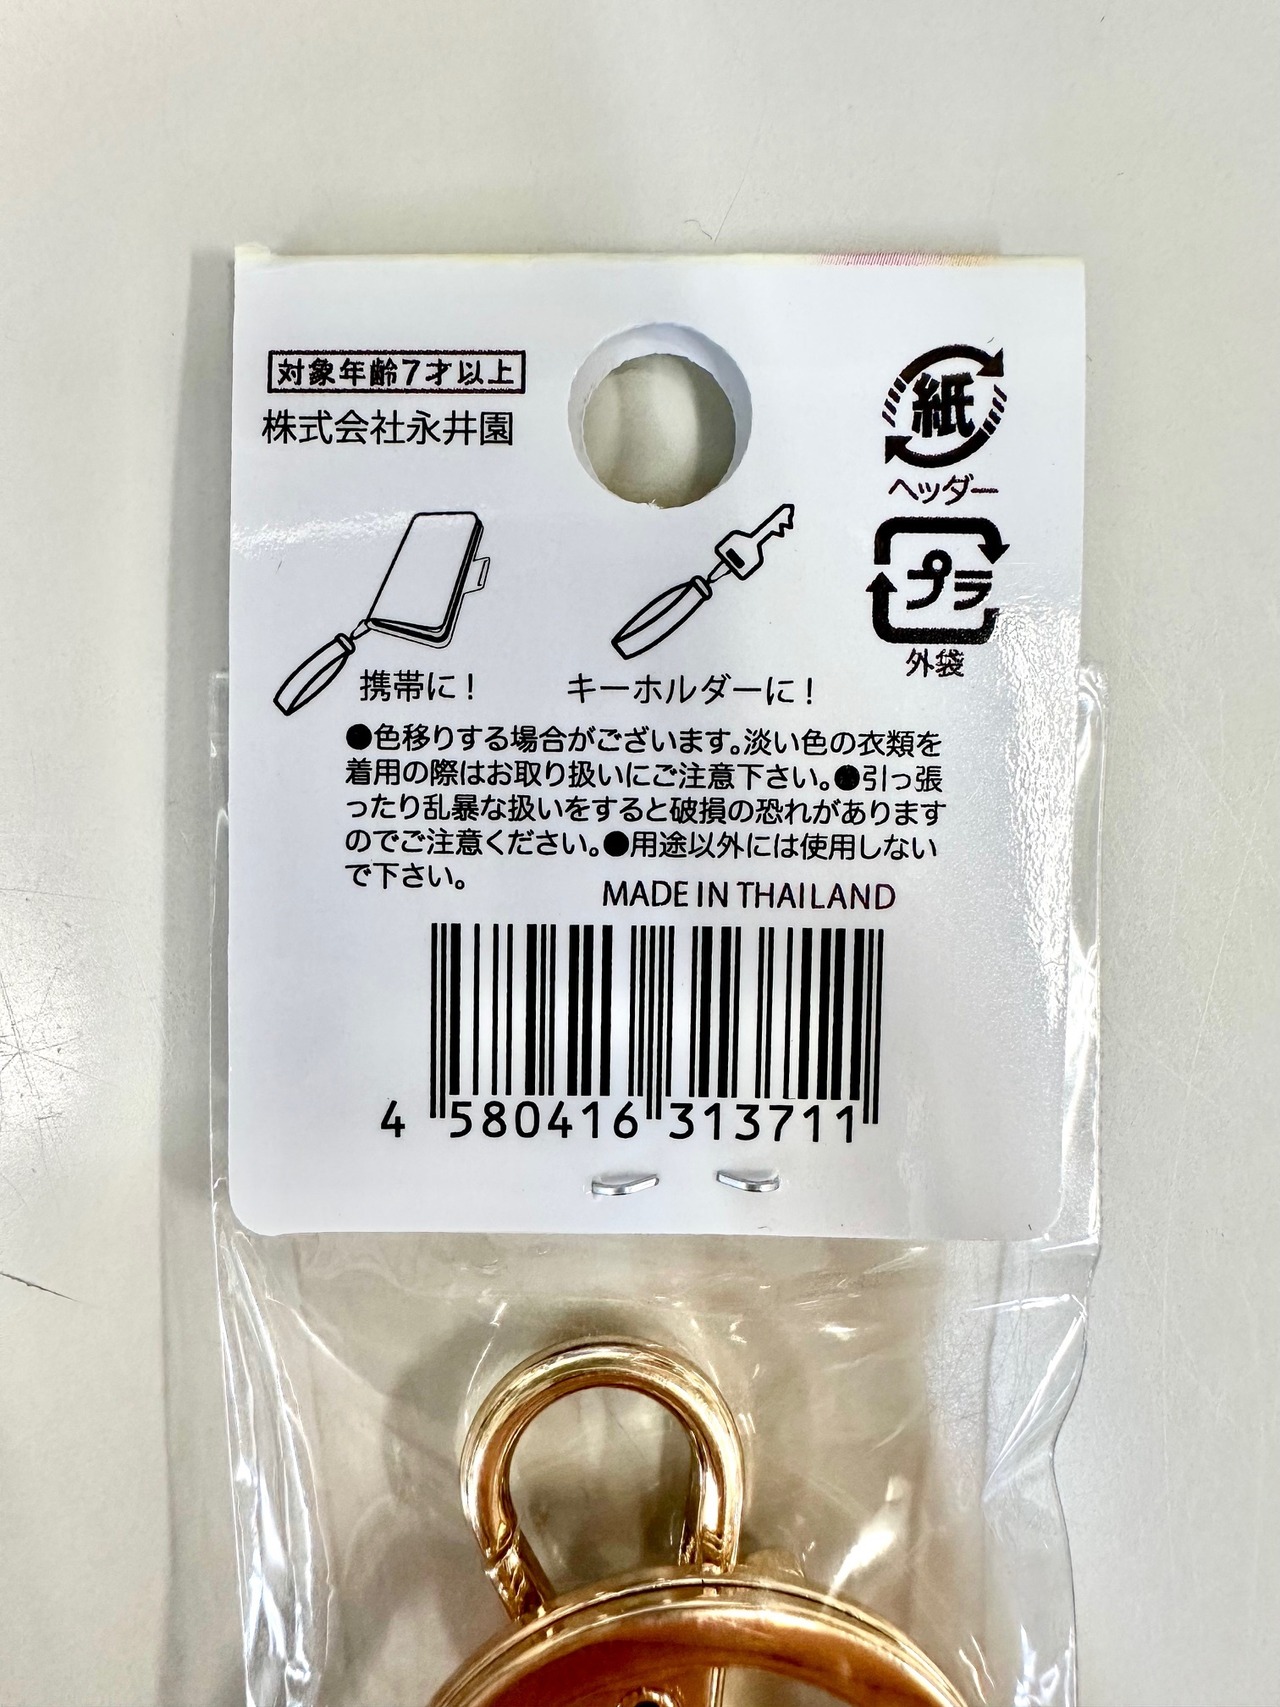 対象年齢7才以上
株式会社永井園
紙
ヘッダー
プラ
外袋
携帯に!
キーホルダーに!
●色移りする場合がございます。淡い色の衣類を
着用の際はお取り扱いにご注意下さい。●引っ張
ったり乱暴な扱いをすると破損の恐れがあります
のでご注意ください。●用途以外には使用しない
で下さい。
MADE IN THAILAND
4 580416 313711